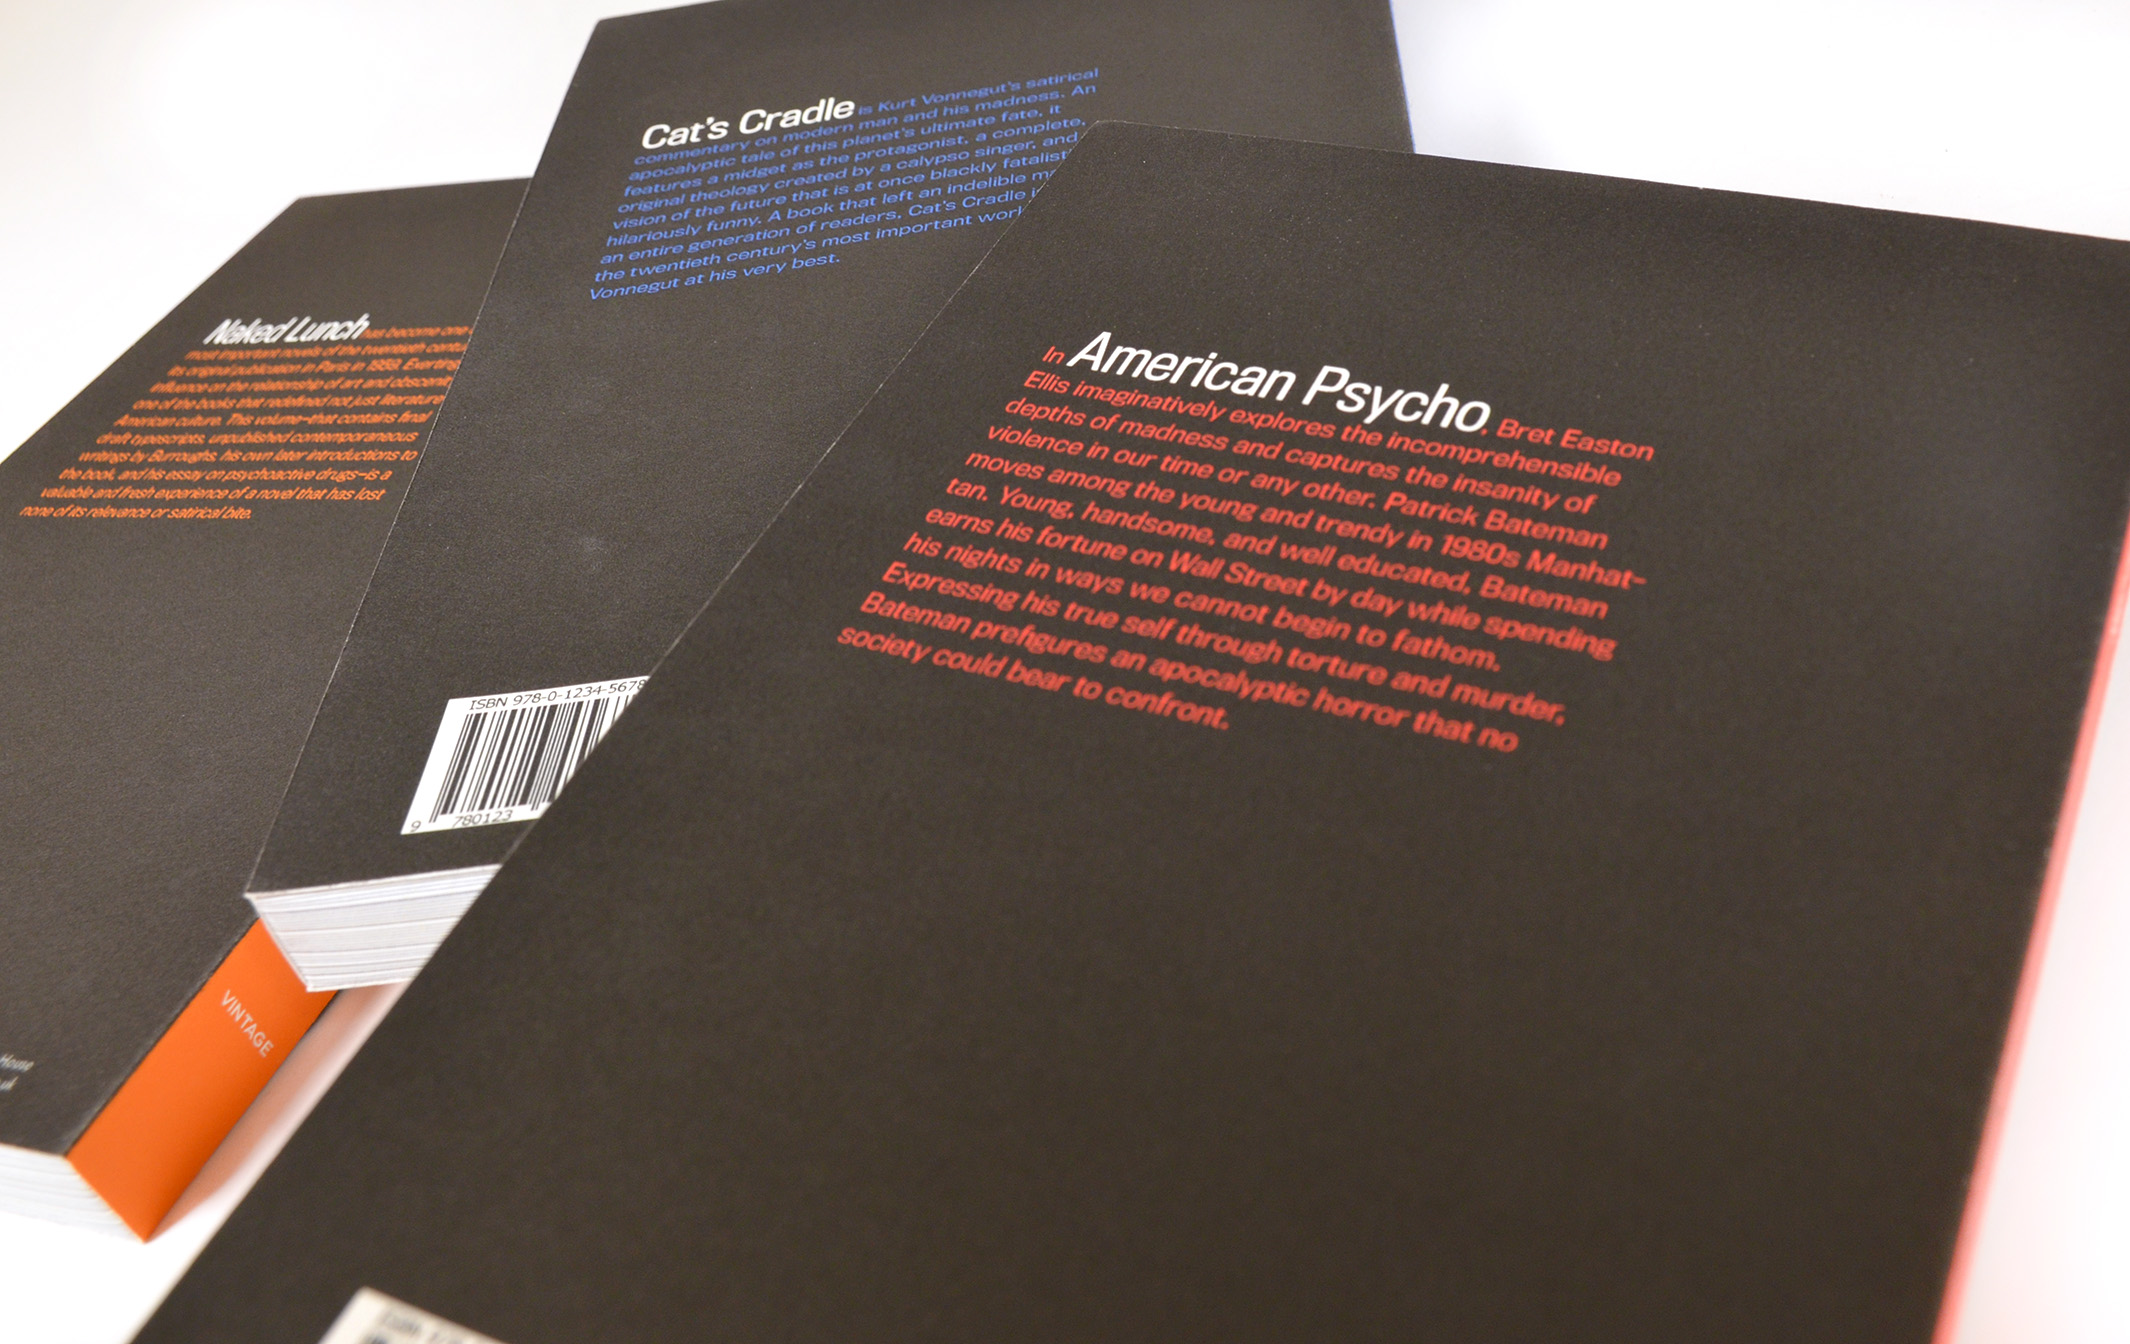 Naked Lunch has become one
most important novels of the twentieth centu
its original publication in Paris in 1959. Exerting
influence on the relationship of art and obscenit
one of the books that redefined not just literature
American culture. This volume—that contains final
draft typescripts, unpublished contemporaneous
writings by Burroughs, his own later introductions to
the book, and his essay on psychoactive drugs—is a
valuable and fresh experience of a novel that has lost
none of its relevance or satirical bite.
House
VINTAGE
Cat's Cradle is Kurt Vonnegut's satirical
commentary on modern man and his madness. An
apocalyptic tale of this planet's ultimate fate, it
features a midget as the protagonist, a complete,
original theology created by a calypso singer, and
vision of the future that is at once blackly fatalist
hilariously funny. A book that left an indelible m
an entire generation of readers, Cat's Cradle i
the twentieth century's most important work
Vonnegut at his very best.
ISBN 978-0-1234-5678
9 780123
In American Psycho, Bret Easton
Ellis imaginatively explores the incomprehensible
depths of madness and captures the insanity of
violence in our time or any other. Patrick Bateman
moves among the young and trendy in 1980s Manhat-
tan. Young, handsome, and well educated, Bateman
earns his fortune on Wall Street by day while spending
his nights in ways we cannot begin to fathom.
Expressing his true self through torture and murder,
Bateman prefigures an apocalyptic horror that no
society could bear to confront.